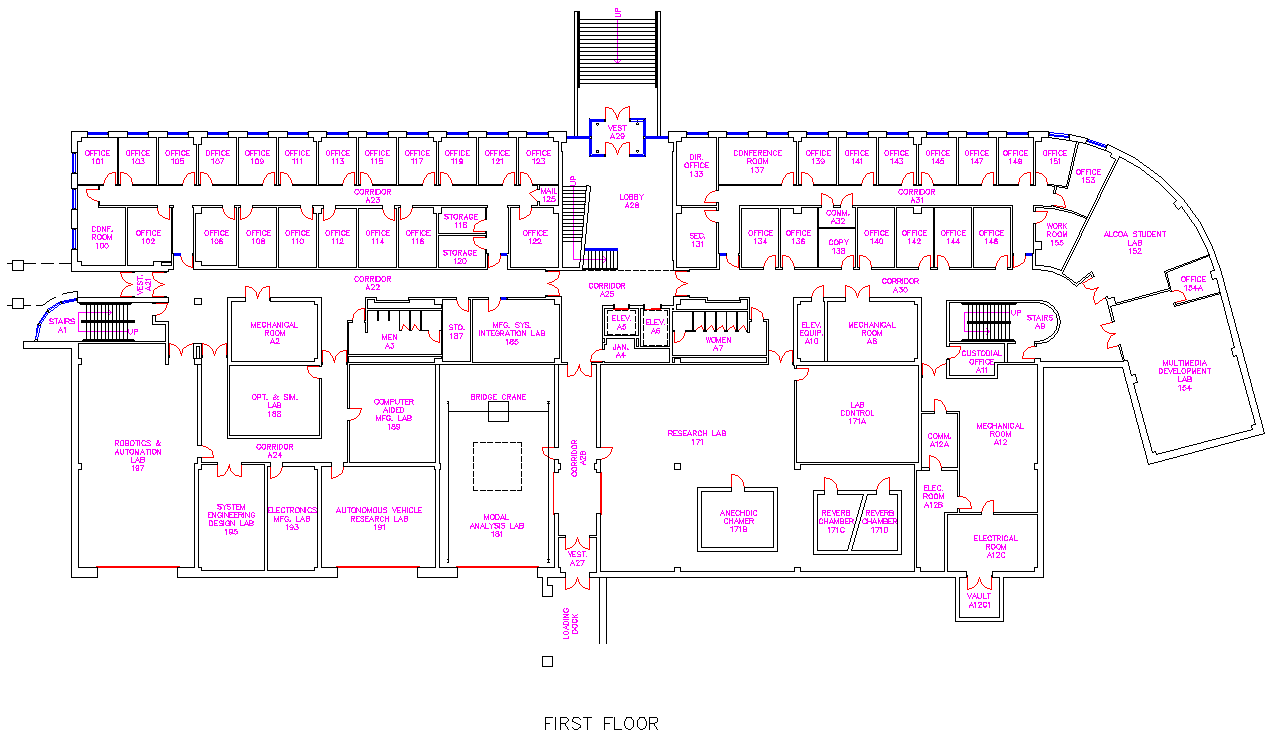 UP
VEST
A29
OFFICE
101
OFFICE
103
OFFICE
105
OFFICE
107
OFFICE
109
OFFICE
111
OFFICE
113
OFFICE
115
OFFICE
117
OFFICE
119
OFFICE
121
OFFICE
123
DIR.
OFFICE
133
CONFERENCE
ROOM
137
OFFICE
139
OFFICE
141
OFFICE
143
OFFICE
145
OFFICE
147
OFFICE
149
OFFICE
151
OFFICE
153
CORRIDOR
A23
MAIL
125
UP
LOBBY
A28
CORRIDOR
A31
CONF.
ROOM
100
OFFICE
102
OFFICE
106
OFFICE
108
OFFICE
110
OFFICE
112
OFFICE
114
OFFICE
116
STORAGE
118
STORAGE
120
OFFICE
122
SEC.
131
OFFICE
134
OFFICE
136
COMM.
A32
COPY
138
OFFICE
140
OFFICE
142
OFFICE
144
OFFICE
146
WORK
ROOM
155
ALCOA STUDENT
LAB
152
VEST.
A21
CORRIDOR
A22
CORRIDOR
A25
CORRIDOR
A30
OFFICE
154A
STAIRS
A1
UP
MECHANICAL
ROOM
A2
MEN
A3
STO.
187
MFG. SYS.
INTEGRATION LAB
185
ELEV.
A5
ELEV.
A6
JAN.
A4
WOMEN
A7
ELEV.
EQUIP.
A10
MECHANICAL
ROOM
A8
UP
STAIRS
A9
CUSTODIAL
OFFICE
A11
MULTIMEDIA
DEVELOPMENT
LAB
154
OPT. & SIM.
LAB
188
COMPUTER
AIDED
MFG. LAB
189
BRIDGE CRANE
CORRIDOR
A26
RESEARCH LAB
171
LAB
CONTROL
171A
COMM.
A12A
MECHANICAL
ROOM
A12
ROBOTICS &
AUTOMATION
LAB
197
CORRIDOR
A24
SYSTEM
ENGINEERING
DESIGN LAB
195
ELECTRONICS
MFG. LAB
193
AUTONOMOUS VEHICLE
RESEARCH LAB
191
MODAL
ANALYSIS LAB
181
ANECHOIC
CHAMER
171B
REVERB
CHAMBER
171C
REVERB
CHAMBER
171D
ELEC.
ROOM
A12B
ELECTRICAL
ROOM
A12C
VEST.
A27
VAULT
A12C1
LOADING
DOCK
FIRST FLOOR